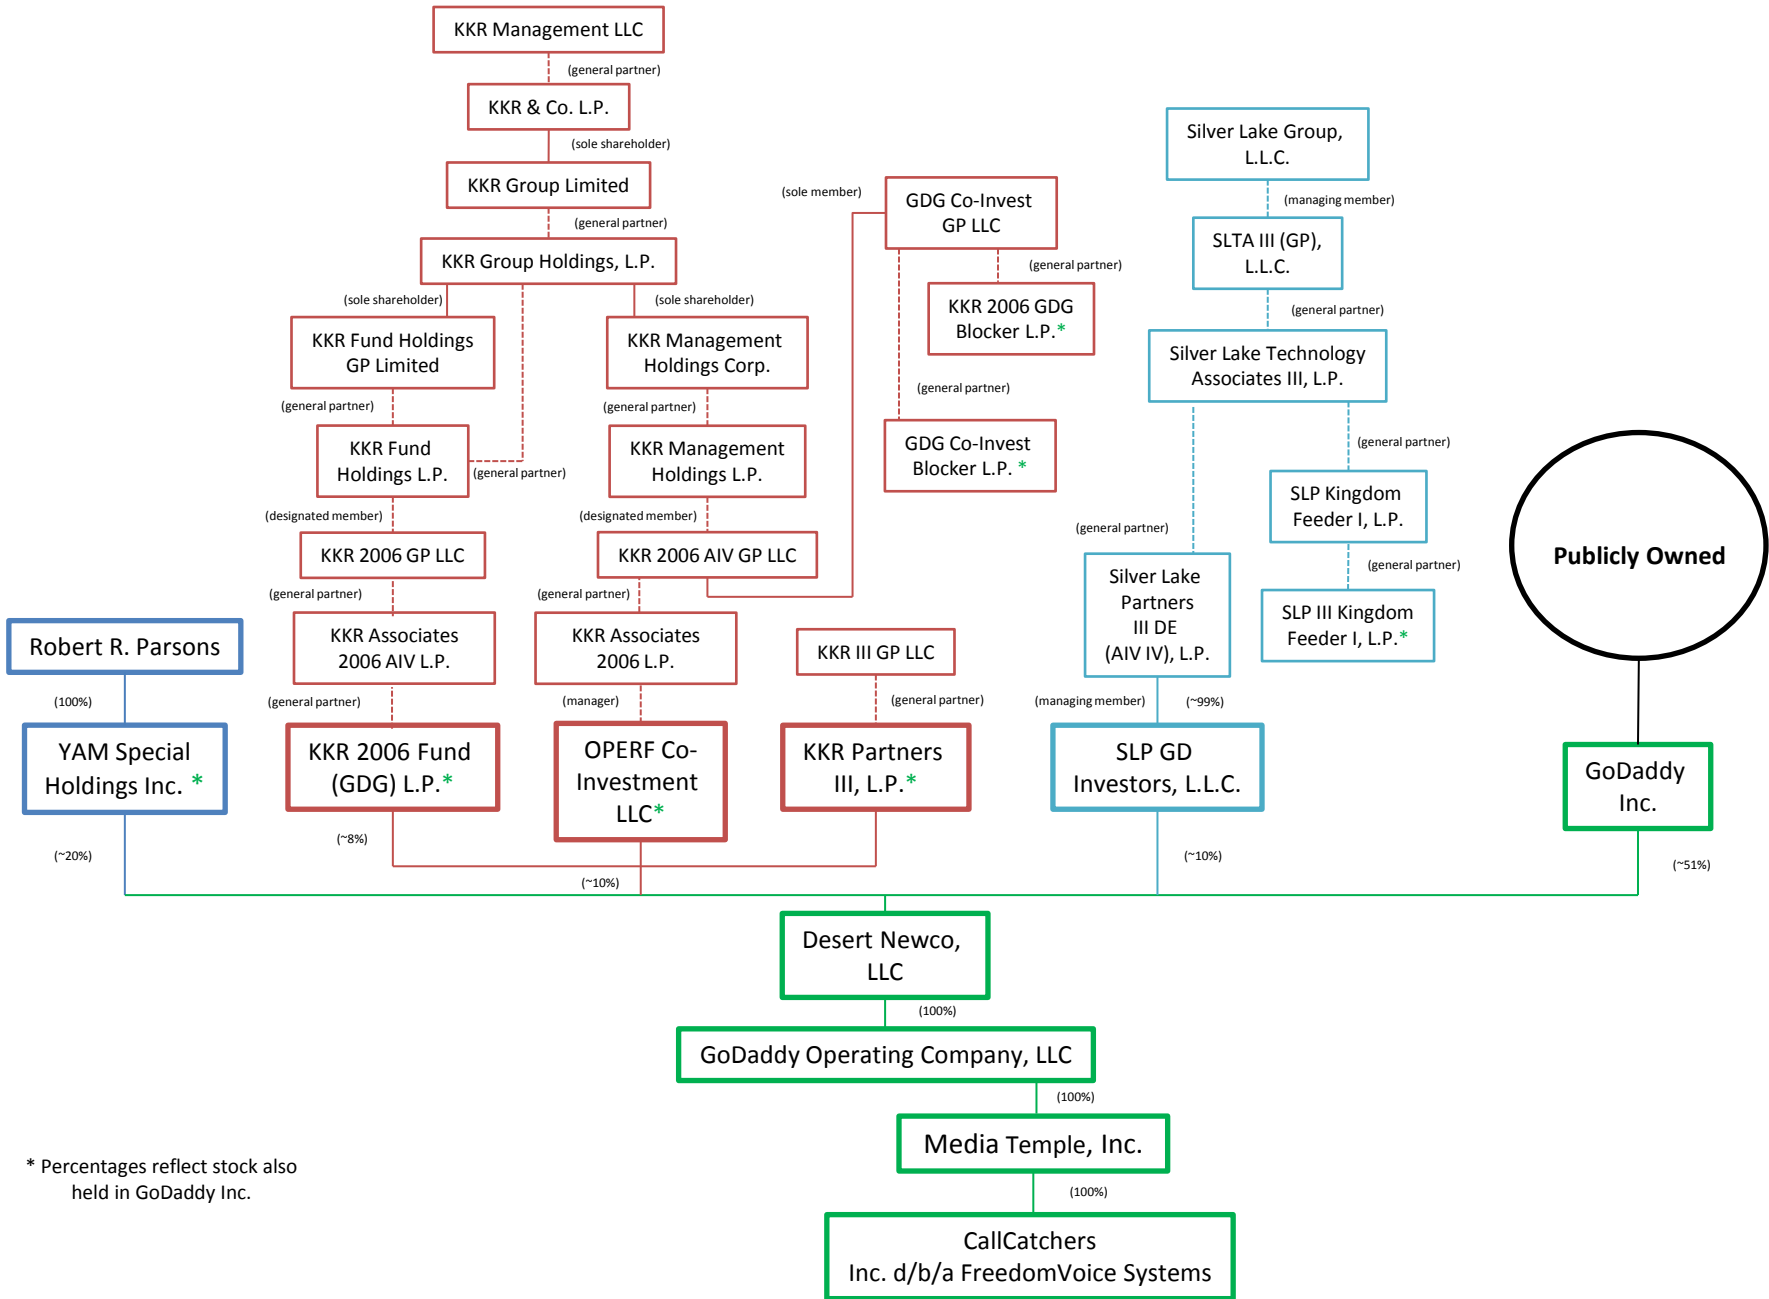 KKR Management LLC
(general partner)
KKR & Co. L.P.
(sole shareholder)
KKR Group Limited
(general partner)
KKR Group Holdings, L.P.
(sole shareholder)
(sole shareholder)
KKR Fund Holdings
GP Limited
KKR Management
Holdings Corp.
(general partner)
(general partner)
KKR Fund
Holdings L.P.
(general partner)
KKR Management
Holdings L.P.
(designated member)
(designated member)
KKR 2006 GP LLC
KKR 2006 AIV GP LLC
(general partner)
(general partner)
KKR Associates
2006 AIV L.P.
KKR Associates
2006 L.P.
KKR III GP LLC
(general partner)
(manager)
(general partner)
(sole member)
GDG Co-Invest
GP LLC
(general partner)
KKR 2006 GDG
Blocker L.P. *
(general partner)
GDG Co-Invest
Blocker L.P. *
Silver Lake Group,
L.L.C.
(managing member)
SLTA III (GP),
L.L.C.
(general partner)
Silver Lake Technology
Associates III, L.P.
(general partner)
SLP Kingdom
Feeder I, L.P.
(general partner)
(general partner)
Silver Lake
Partners
III DE
(AIV IV), L.P.
SLP III Kingdom
Feeder I, L.P.*
(managing member)
(~99%)
Publicly Owned
Robert R. Parsons
(100%)
YAM Special
Holdings Inc. *
KKR 2006 Fund
(GDG) L.P.*
OPERF Co-
Investment
LLC*
KKR Partners
III, L.P.*
SLP GD
Investors, L.L.C.
GoDaddy
Inc.
(~20%)
(~8%)
(~10%)
(~10%)
(~51%)
Desert Newco,
LLC
(100%)
GoDaddy Operating Company, LLC
(100%)
Media Temple, Inc.
(100%)
CallCatchers
Inc. d/b/a FreedomVoice Systems
* Percentages reflect stock also
held in GoDaddy Inc.